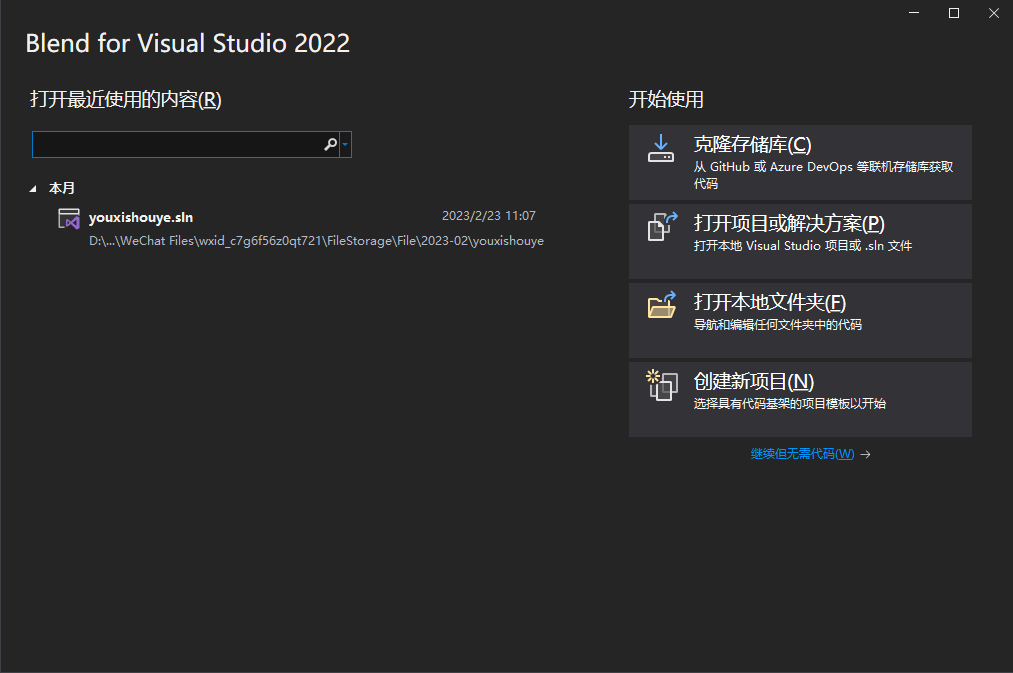 Blend for Visual Studio 2022
打开最近使用的内容(R)
本月
youxishouye.sln
2023/2/23 11:07
D:\...\WeChat Files\wxid_c7g6f56z0qt721\FileStorage\File\2023-02\youxishouye
开始使用
克隆存储库(C)
从 GitHub 或 Azure DevOps 等联机存储库获取
代码
打开项目或解决方案(P)
打开本地 Visual Studio 项目或 .sln 文件
打开本地文件夹(F)
导航和编辑任何文件夹中的代码
创建新项目(N)
选择具有代码基架的项目模板以开始
继续但无需代码(W) →